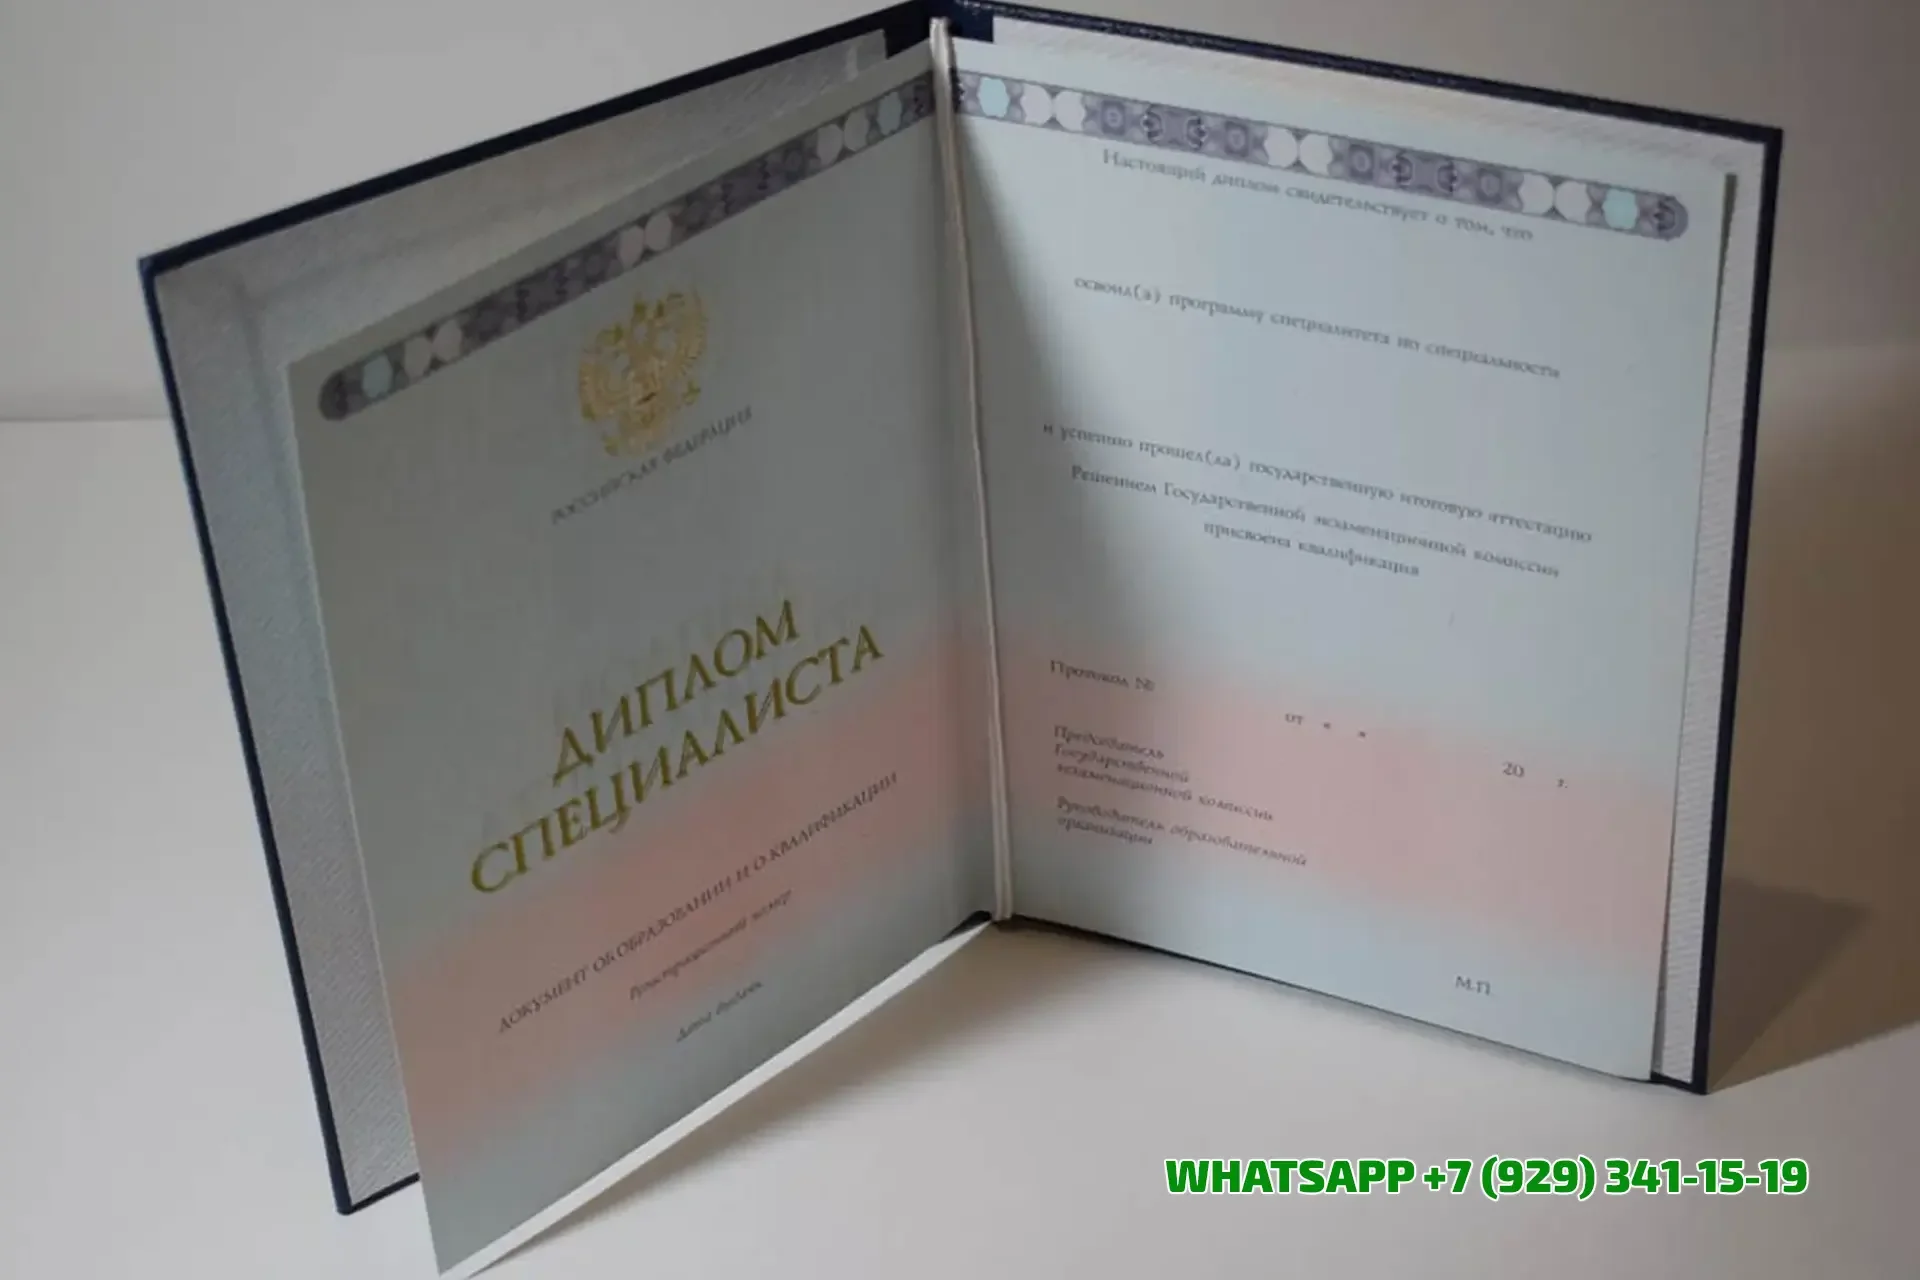 РОССИЙСКАЯ ФЕДЕРАЦИЯ
ДИПЛОМ
СПЕЦИАЛИСТА
ДОКУМЕНТ ОБ ОБРАЗОВАНИИ И О КВАЛИФИКАЦИИ
Регистрационный номер
Дата выдачи
Настоящий диплом свидетельствует о том, что
освоил(а) программу специалитета по специальности
и успешно прошел(ла) государственную итоговую аттестацию
Решением Государственной экзаменационной комиссии
присвоена квалификация
Протокол №
от « » 20 г.
Председатель
Государственной
экзаменационной комиссии
Руководитель образовательной
организации
М.П.
WHATSAPP +7 (929) 341-15-19